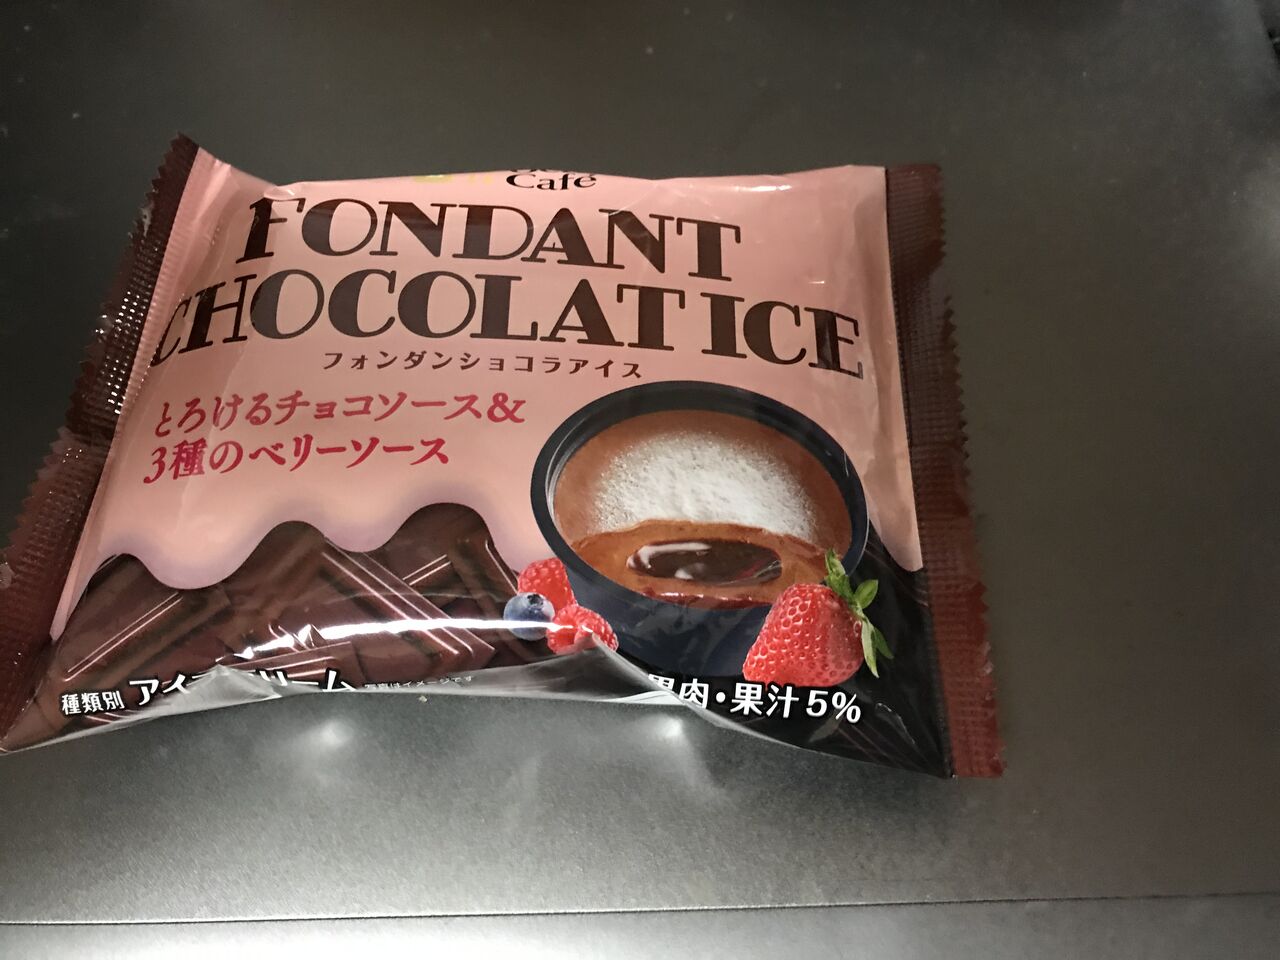 Café
FONDANT
CHOCOLAT ICE
フォンダンショコラアイス
とろけるチョコソース&
3種のベリーソース
種類別
果肉・果汁5%